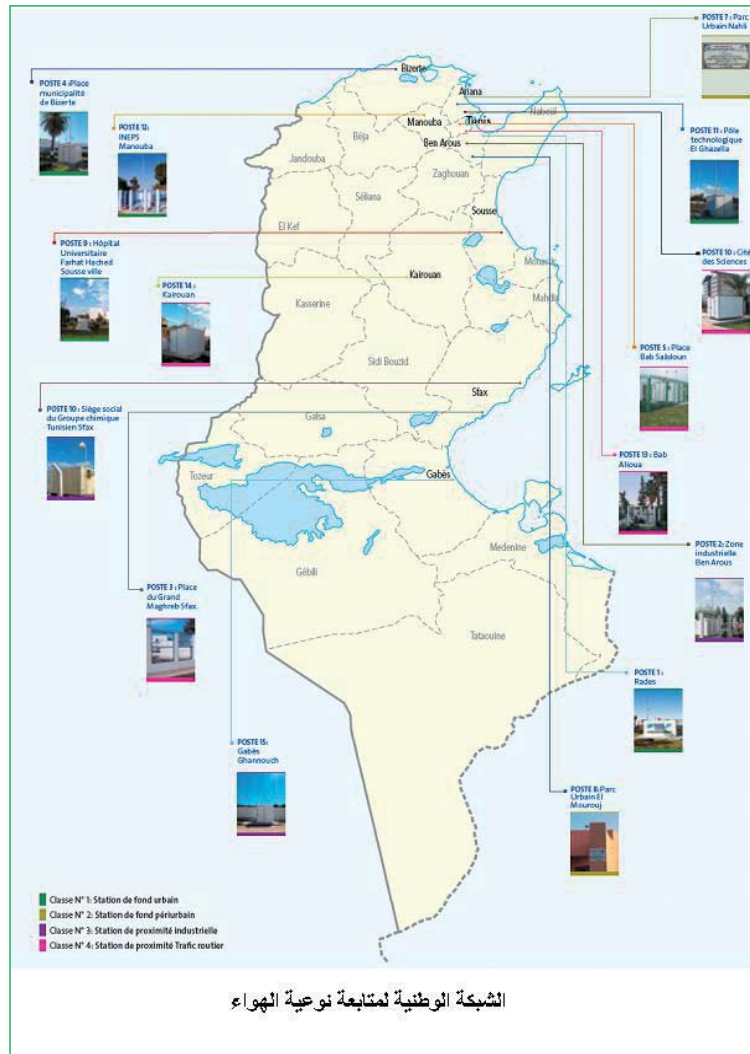 POSTE 7 : Parc
Urbain Nahli
POSTE 4 : Place
municipalité
de Bizerte
Bizerte
Ariana
POSTE 12:
INEPS
Manouba
Manouba
Tunis
Nabeul
POSTE 11 : Pôle
technologique
El Ghazella
Béja
Ben Arous
Jandouba
Zaghouan
Séliana
Sousse
El Kef
POSTE 9 : Hôpital
Universitaire
Farhat Hached
Sousse ville
POSTE 10 : Cité
des Sciences
Monastir
POSTE 14 :
Kairouan
Kairouan
Mahdia
Kasserine
POSTE 5 : Place
Bab Saâdoun
Sidi Bouzid
Sfax
POSTE 10 : Siège social
du Groupe chimique
Tunisien Sfax
Gafsa
POSTE 13 : Bab
Alioua
Tozeur
Gabès
POSTE 2 : Zone
industrielle
Ben Arous
Medenine
Gébili
POSTE 3 : Place
du Grand
Maghreb Sfax.
Tataouine
POSTE 1 :
Rades
POSTE 15:
Gabès
Ghannouch
POSTE 8: Parc
Urbain El
Mourouj
Classe N° 1: Station de fond urbain
Classe N° 2: Station de fond périurbain
Classe N° 3: Station de proximité industrielle
Classe N° 4: Station de proximité Trafic routier
الشبكة الوطنية لمتابعة نوعية الهواء